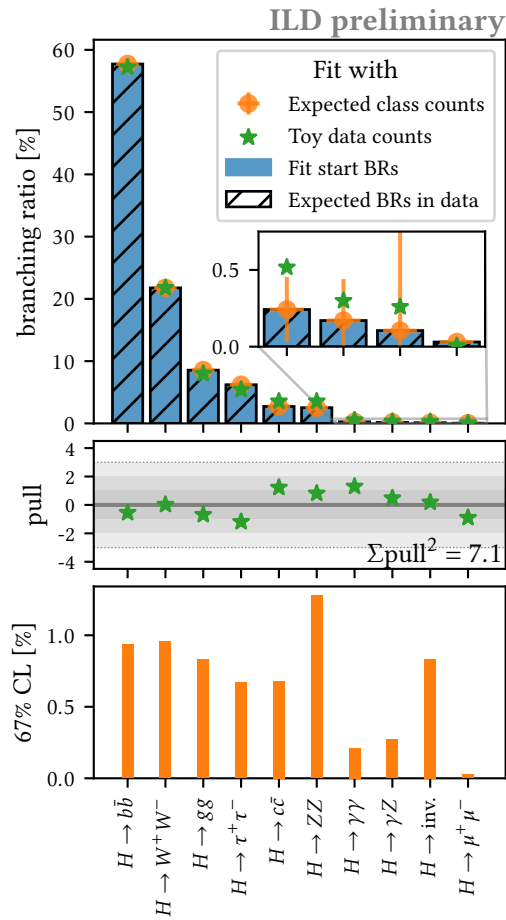 ILD preliminary
60
50
40
30
20
10
0
branching ratio [%]
Fit with
Expected class counts
Toy data counts
Fit start BRs
Expected BRs in data
0.5
0.0
4
2
0
-2
-4
pull
Σpull² = 7.1
1.0
0.5
0.0
67% CL [%]
H → bb̄
H → W⁺W⁻
H → gg
H → τ⁺τ⁻
H → cc̄
H → ZZ
H → γγ
H → γZ
H → inv.
H → μ⁺μ⁻